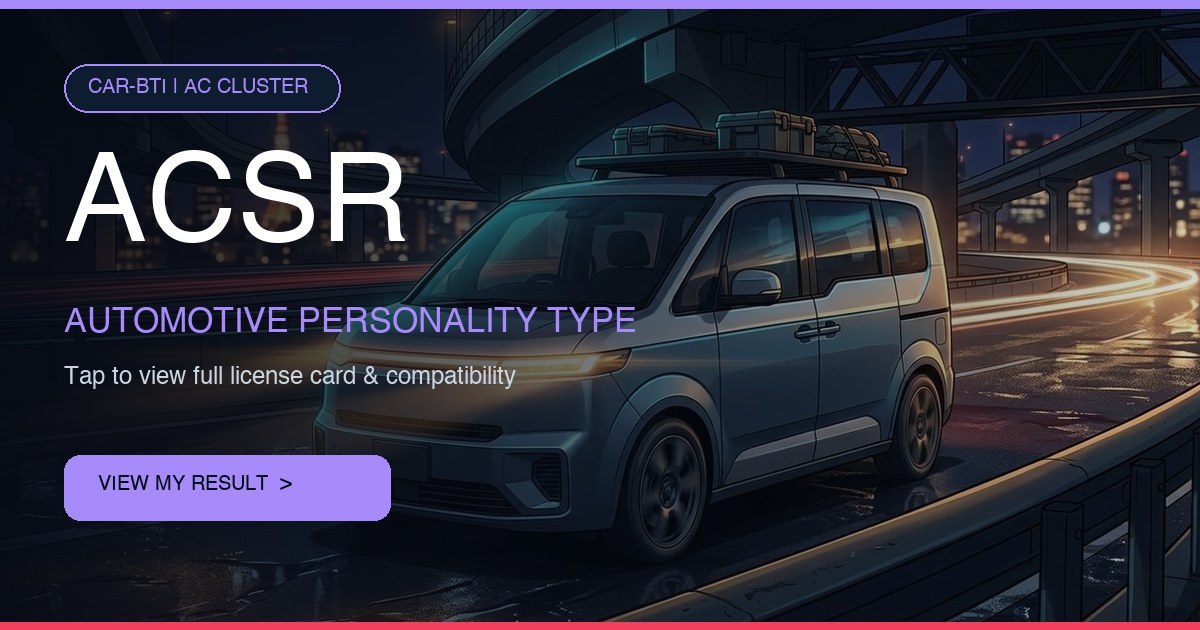 CAR-BTI | AC CLUSTER
ACSR
AUTOMOTIVE PERSONALITY TYPE
Tap to view full license card & compatibility
VIEW MY RESULT >